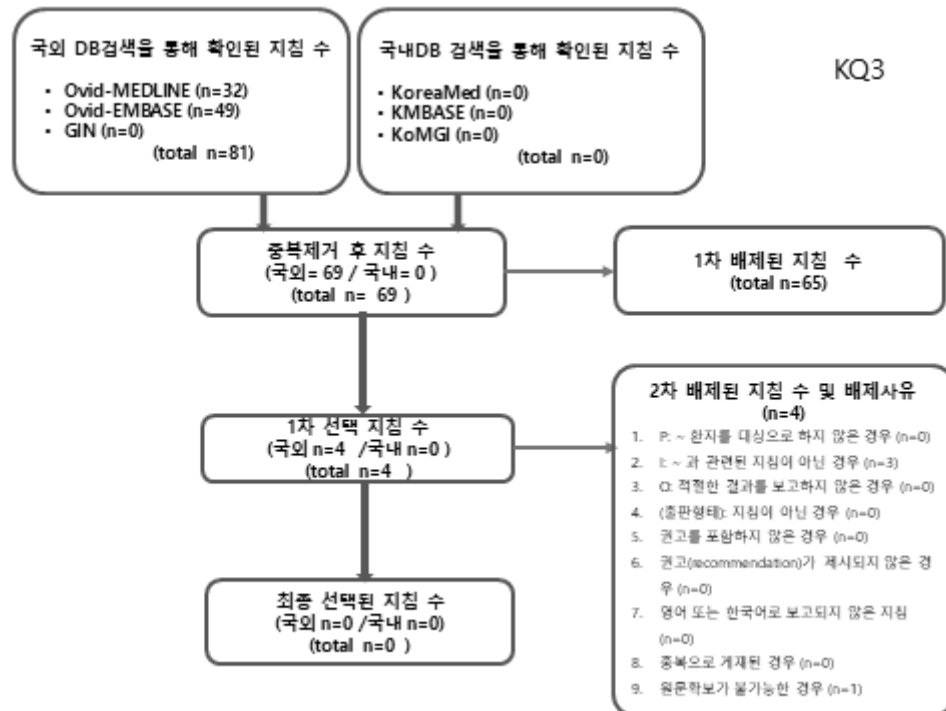 국외 DB검색을 통해 확인된 지침 수
• Ovid-MEDLINE (n=32)
• Ovid-EMBASE (n=49)
• GIN (n=0)
(total n=81)
국내DB 검색을 통해 확인된 지침 수
• KoreaMed (n=0)
• KMBASE (n=0)
• KoMGI (n=0)
(total n=0)
KQ3
중복제거 후 지침 수
(국외= 69 / 국내= 0 )
(total n= 69 )
1차 배제된 지침 수
(total n=65)
1차 선택 지침 수
(국외 n=4 /국내 n=0 )
(total n=4 )
2차 배제된 지침 수 및 배제사유
(n=4)
1. P: ~ 환자를 대상으로 하지 않은 경우 (n=0)
2. I: ~ 과 관련된 지침이 아닌 경우 (n=3)
3. O: 적절한 결과를 보고하지 않은 경우 (n=0)
4. (출판형태): 지침이 아닌 경우 (n=0)
5. 권고를 포함하지 않은 경우 (n=0)
6. 권고(recommendation)가 제시되지 않은 경
우 (n=0)
7. 영어 또는 한국어로 보고되지 않은 지침
(n=0)
8. 중복으로 게재된 경우 (n=0)
9. 원문확보가 불가능한 경우 (n=1)
최종 선택된 지침 수
(국외 n=0 /국내 n=0)
(total n=0 )